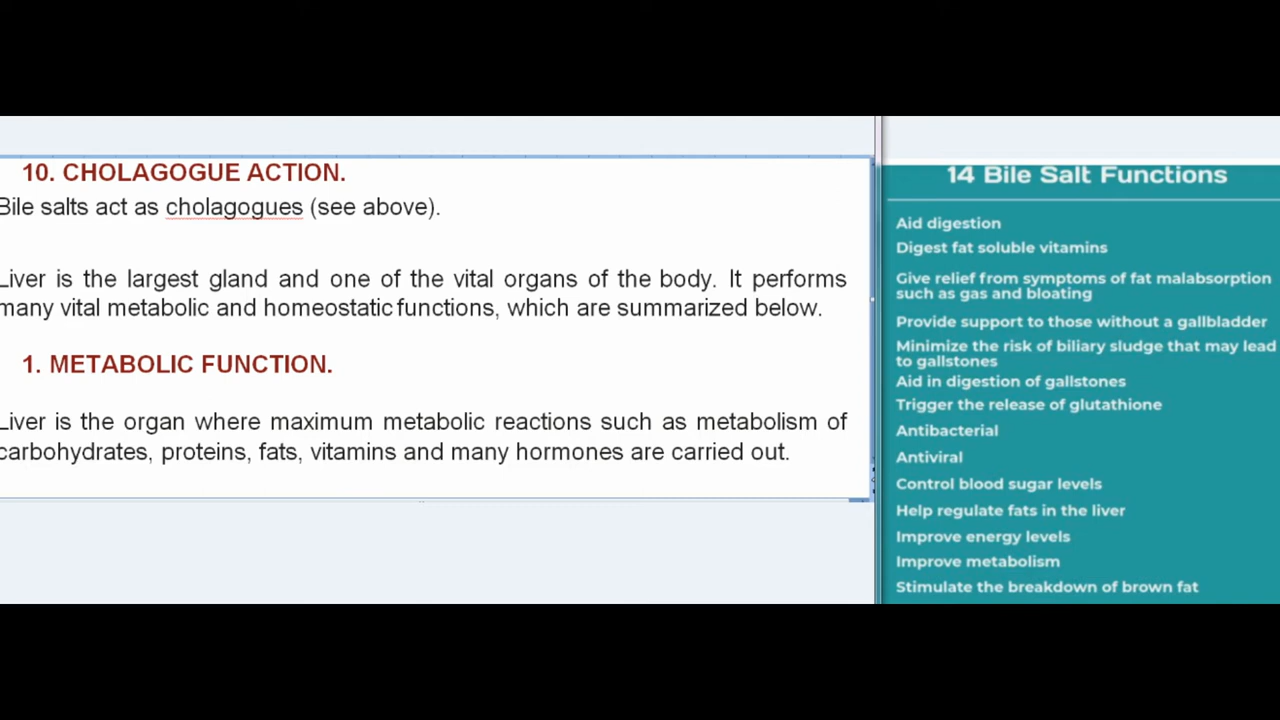 10. CHOLAGOGUE ACTION.
Bile salts act as cholagogues (see above).
Liver is the largest gland and one of the vital organs of the body. It performs
many vital metabolic and homeostatic functions, which are summarized below.
1. METABOLIC FUNCTION.
Liver is the organ where maximum metabolic reactions such as metabolism of
carbohydrates, proteins, fats, vitamins and many hormones are carried out.
14 Bile Salt Functions
Aid digestion
Digest fat soluble vitamins
Give relief from symptoms of fat malabsorption
such as gas and bloating
Provide support to those without a gallbladder
Minimize the risk of biliary sludge that may lead
to gallstones
Aid in digestion of gallstones
Trigger the release of glutathione
Antibacterial
Antiviral
Control blood sugar levels
Help regulate fats in the liver
Improve energy levels
Improve metabolism
Stimulate the breakdown of brown fat